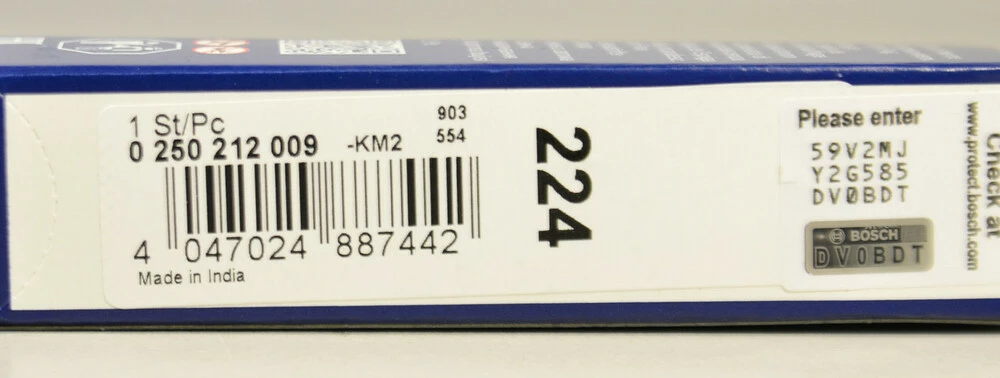 1 St/Pc
0 250 212 009 -KM2
903
554
4 047024 887442
Made in India
224
Please enter
59V2MJ
Y2G585
DV0BDT
BOSCH
DV0BDT
Check at
www.protect.bosch.com